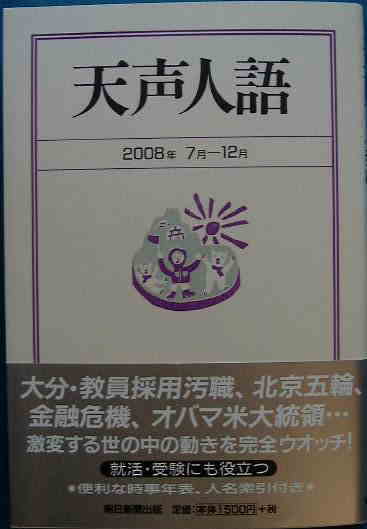 天声人語
2008年 7月―12月
大分・教員採用汚職、北京五輪、
金融危機、オバマ米大統領…
激変する世の中の動きを完全ウオッチ!
就活・受験にも役立つ
*便利な時事年表、人名索引付き*
朝日新聞出版 定価:本体1500円+税